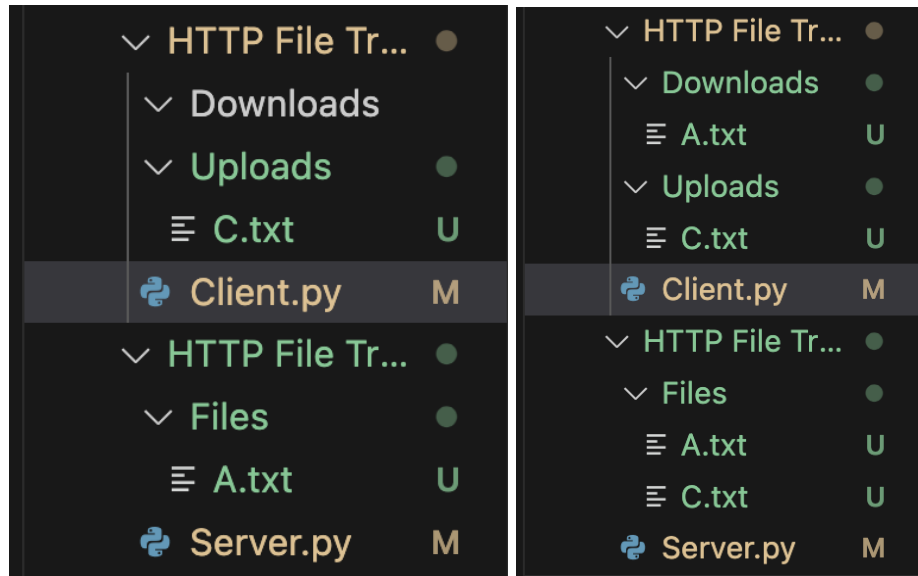 HTTP File Tr...
Downloads
Uploads
C.txt U
Client.py M
HTTP File Tr...
Files
A.txt U
Server.py M
HTTP File Tr...
Downloads
A.txt U
Uploads
C.txt U
Client.py M
HTTP File Tr...
Files
A.txt U
C.txt U
Server.py M